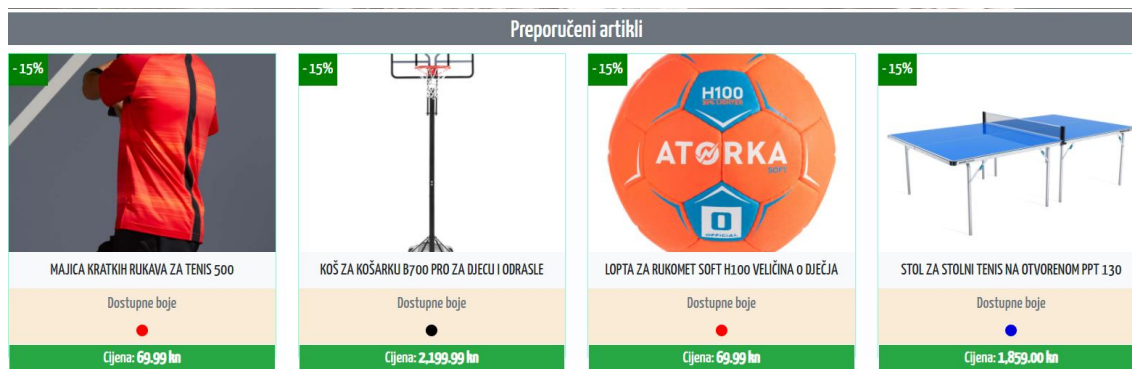 Preporučeni artikli
- 15%
- 15%
- 15%
- 15%
H100
ATORKA
SOFT
0
OFFICIAL
MAJICA KRATKIH RUKAVA ZA TENIS 500
KOŠ ZA KOŠARKU B700 PRO ZA DJECU I ODRASLE
LOPTA ZA RUKOMET SOFT H100 VELIČINA 0 DJEČJA
STOL ZA STOLNI TENIS NA OTVORENOM PPT 130
Dostupne boje
Dostupne boje
Dostupne boje
Dostupne boje
Cijena: 69.99 kn
Cijena: 2,199.99 kn
Cijena: 69.99 kn
Cijena: 1,859.00 kn